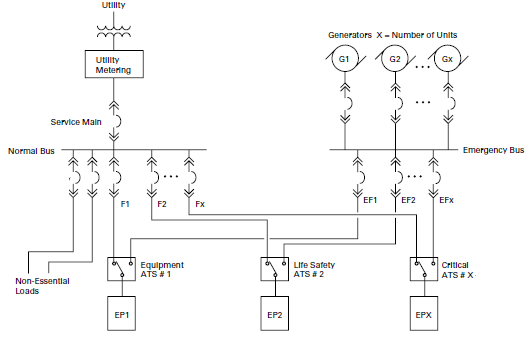 Utility
Generators X = Number of Units
Utility
Metering
G1
G2
Gx
Service Main
Normal Bus
Emergency Bus
F1
F2
Fx
EF1
EF2
EFx
Equipment
ATS # 1
Life Safety
ATS # 2
Critical
ATS # X
Non-Essential
Loads
EP1
EP2
EPX